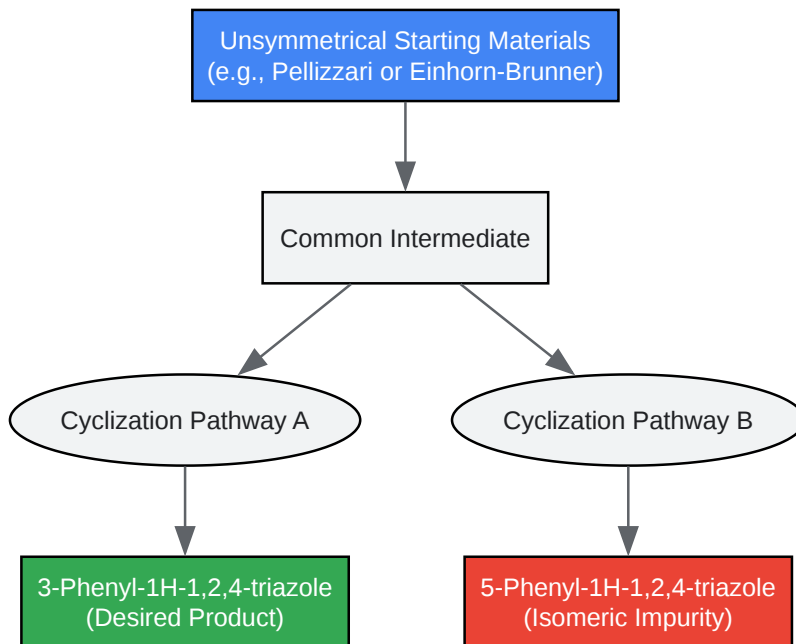 Unsymmetrical Starting Materials
(e.g., Pellizzari or Einhorn-Brunner)
Common Intermediate
Cyclization Pathway A
Cyclization Pathway B
3-Phenyl-1H-1,2,4-triazole
(Desired Product)
5-Phenyl-1H-1,2,4-triazole
(Isomeric Impurity)